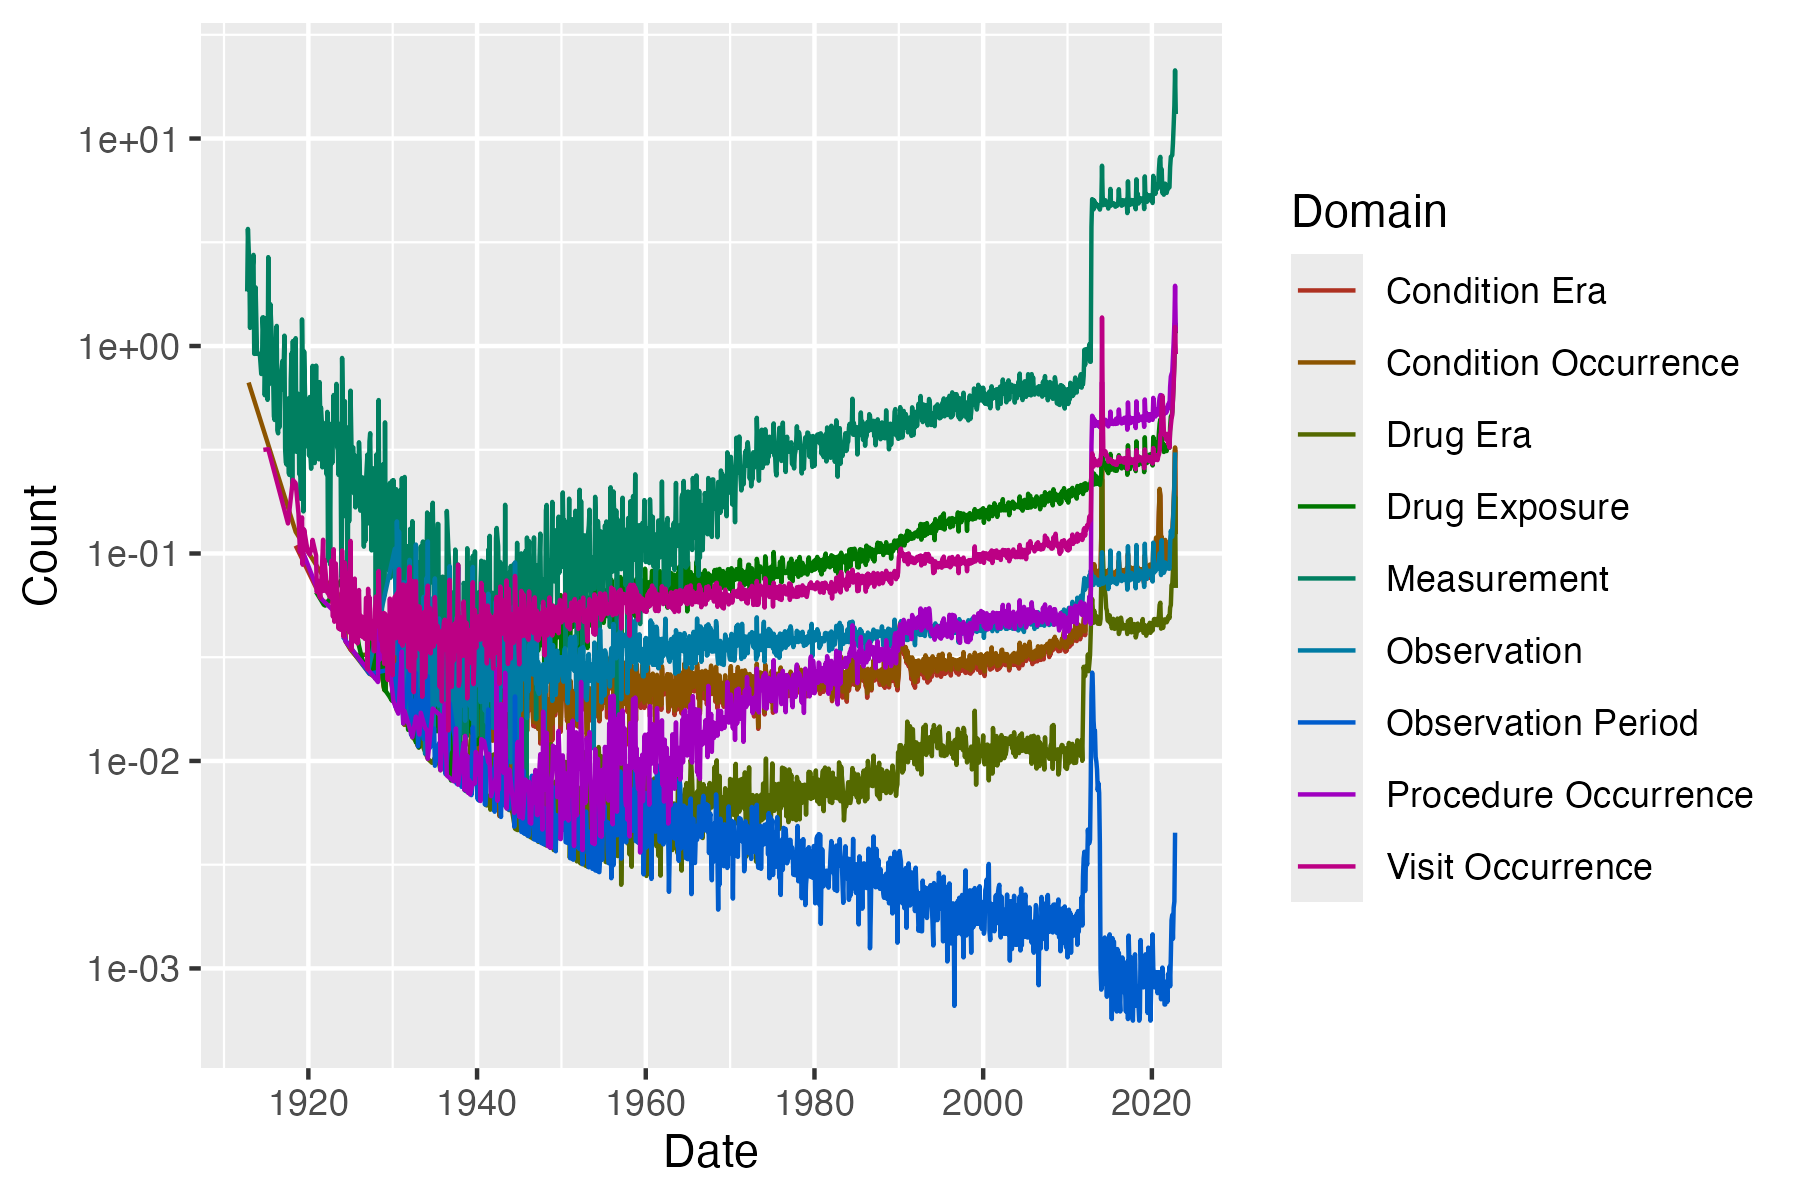 1e+01
1e+00
1e-01
1e-02
1e-03
Count
1920 1940 1960 1980 2000 2020
Date
Domain
Condition Era
Condition Occurrence
Drug Era
Drug Exposure
Measurement
Observation
Observation Period
Procedure Occurrence
Visit Occurrence